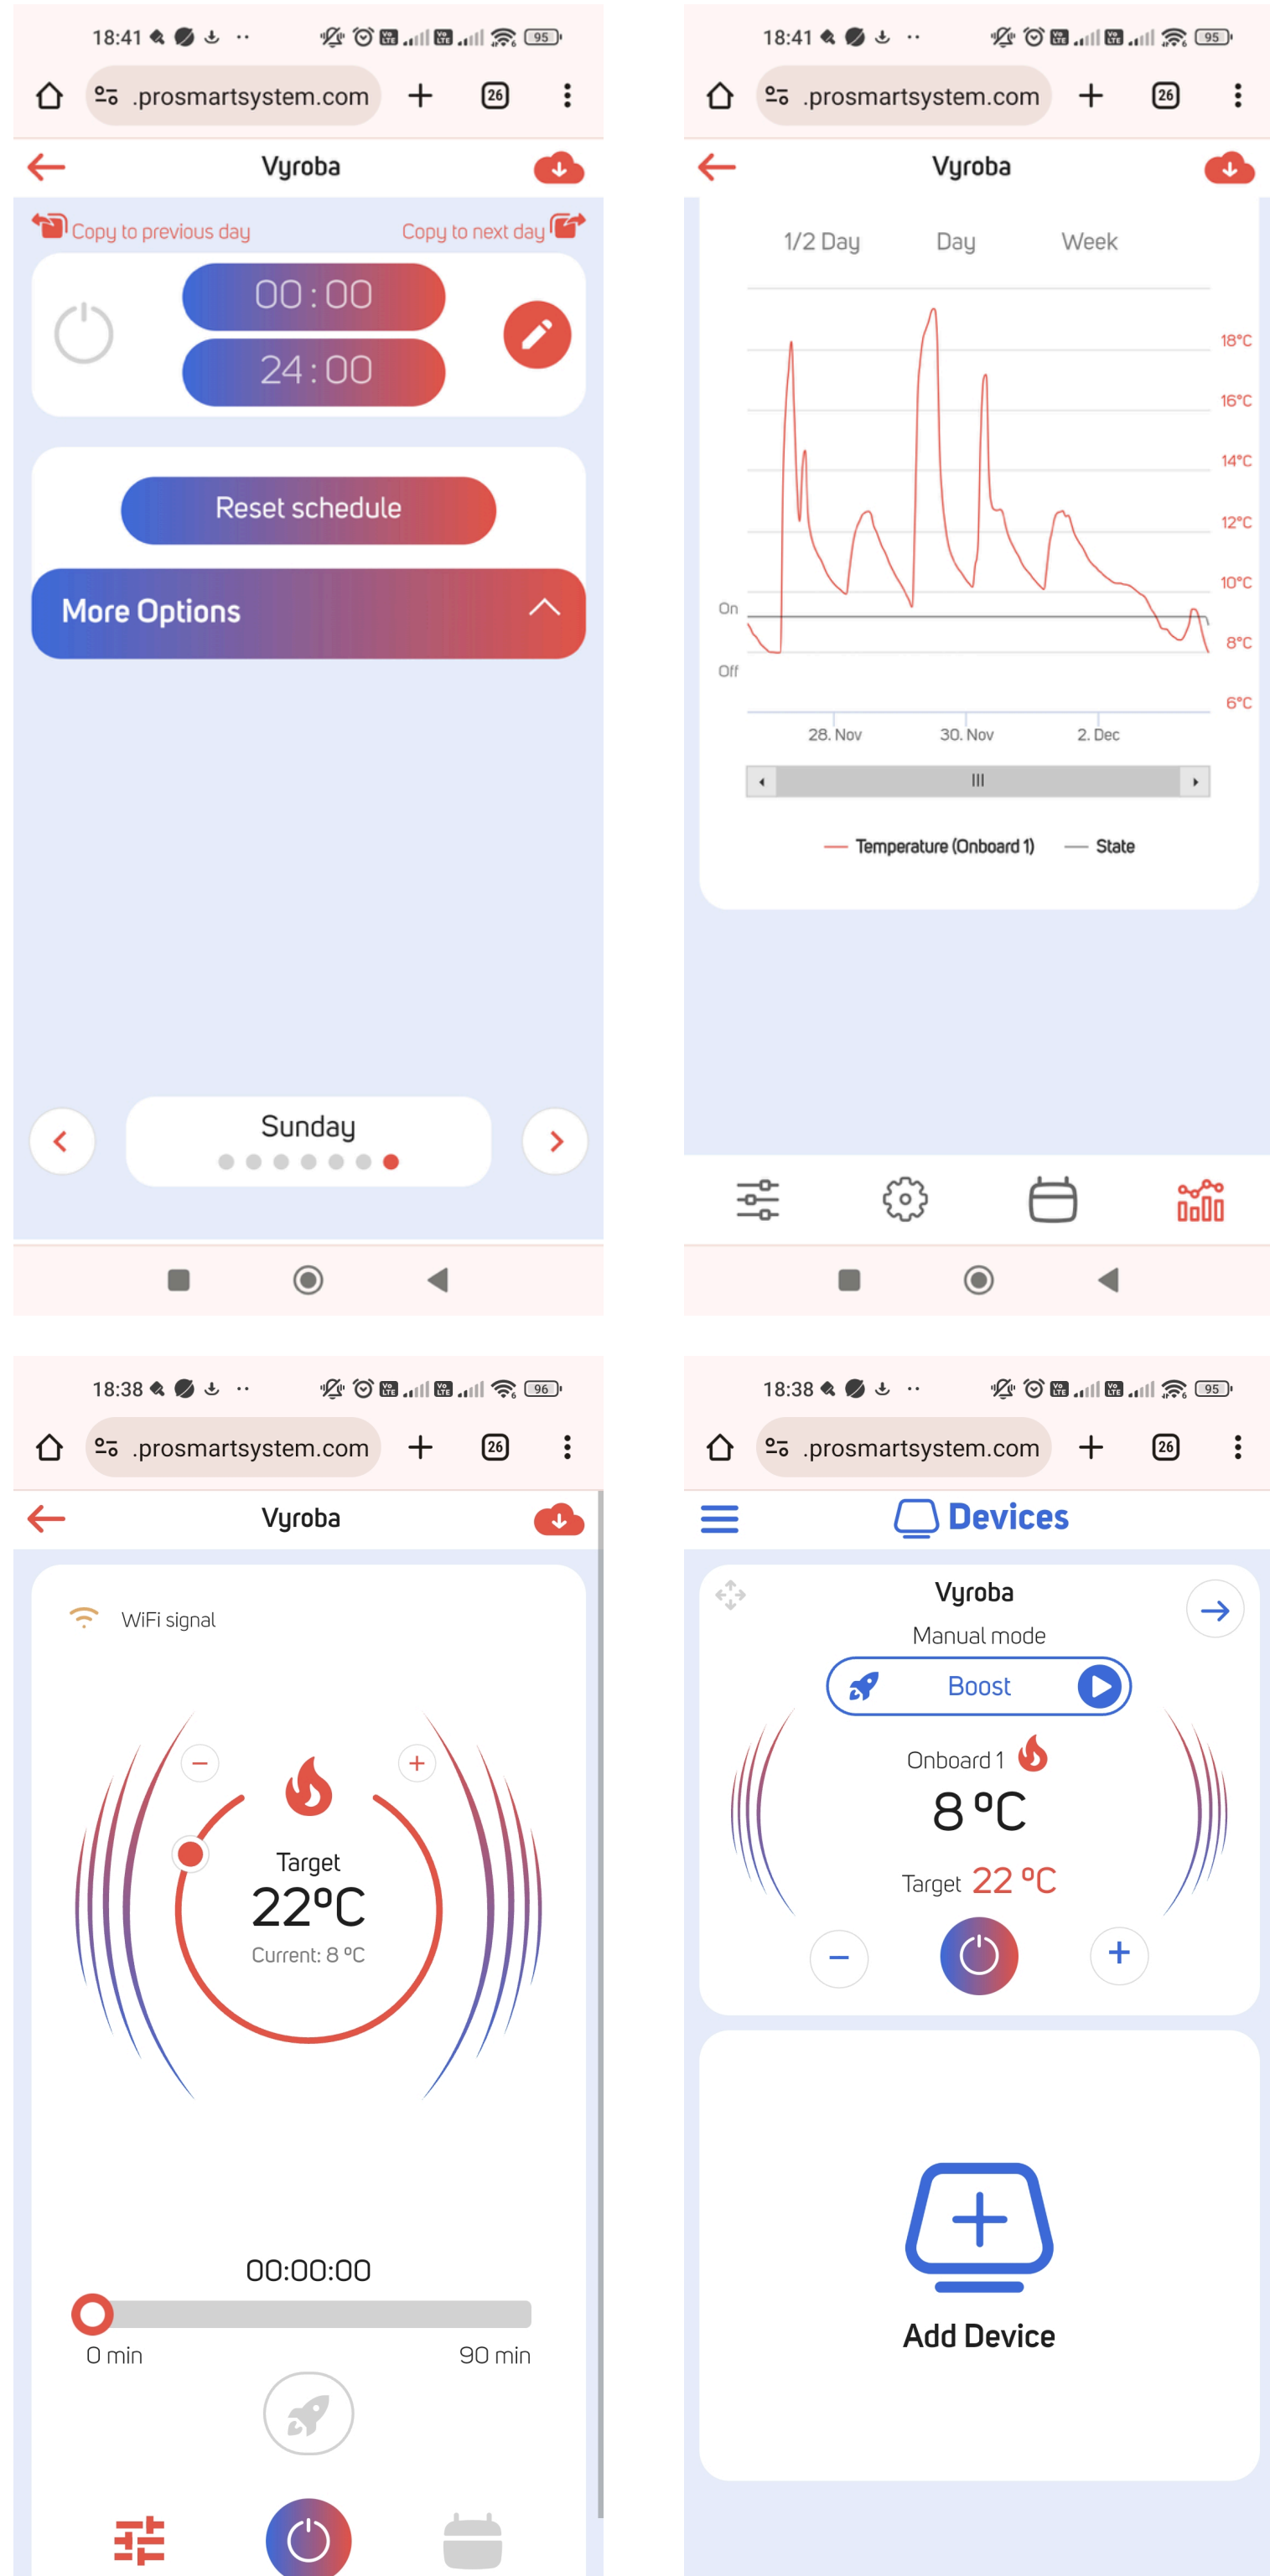 18:41
95
.prosmartsystem.com
26
Vyroba
Copy to previous day
Copy to next day
00:00
24:00
Reset schedule
More Options
Sunday
18:41
95
.prosmartsystem.com
26
Vyroba
1/2 Day
Day
Week
18°C
16°C
14°C
12°C
10°C
On
8°C
Off
6°C
28. Nov
30. Nov
2. Dec
Temperature (Onboard 1)
State
18:38
96
.prosmartsystem.com
26
Vyroba
WiFi signal
Target
22ºC
Current: 8 ºC
00:00:00
0 min
90 min
18:38
95
.prosmartsystem.com
26
Devices
Vyroba
Manual mode
Boost
Onboard 1
8 ºC
Target 22 ºC
Add Device